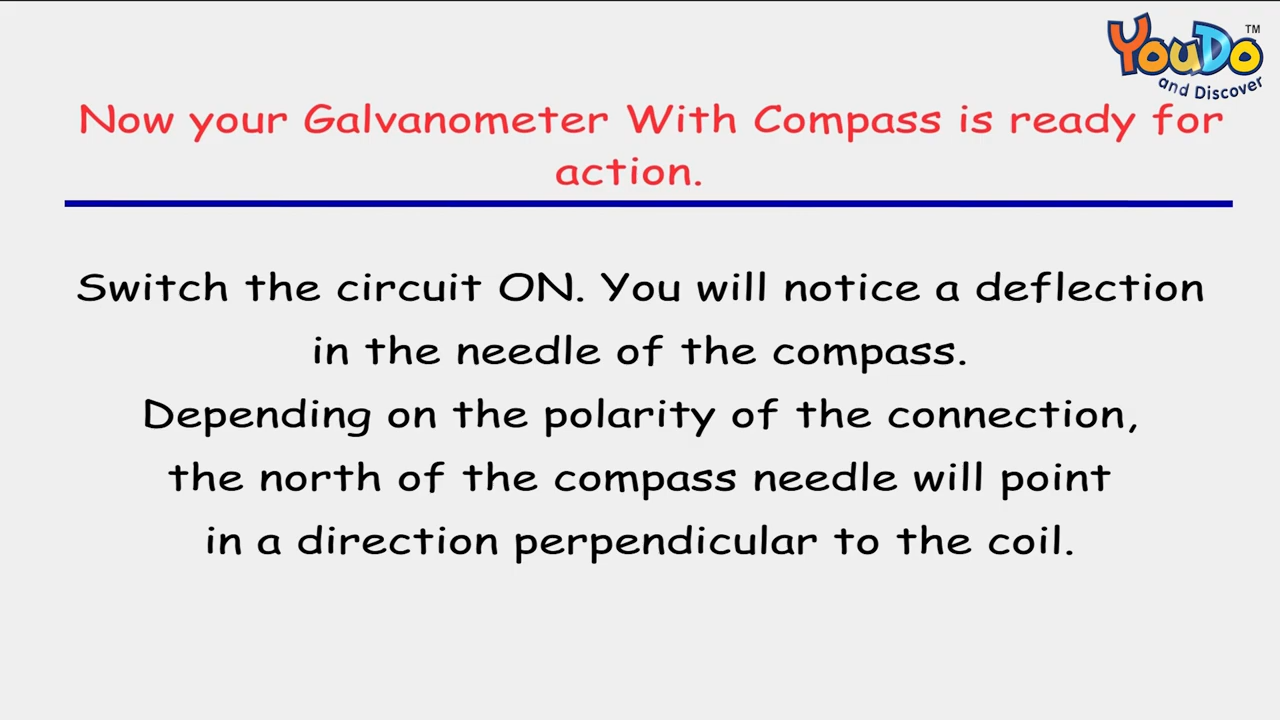 YouDo TM
and Discover
Now your Galvanometer With Compass is ready for
action.
Switch the circuit ON. You will notice a deflection
in the needle of the compass.
Depending on the polarity of the connection,
the north of the compass needle will point
in a direction perpendicular to the coil.